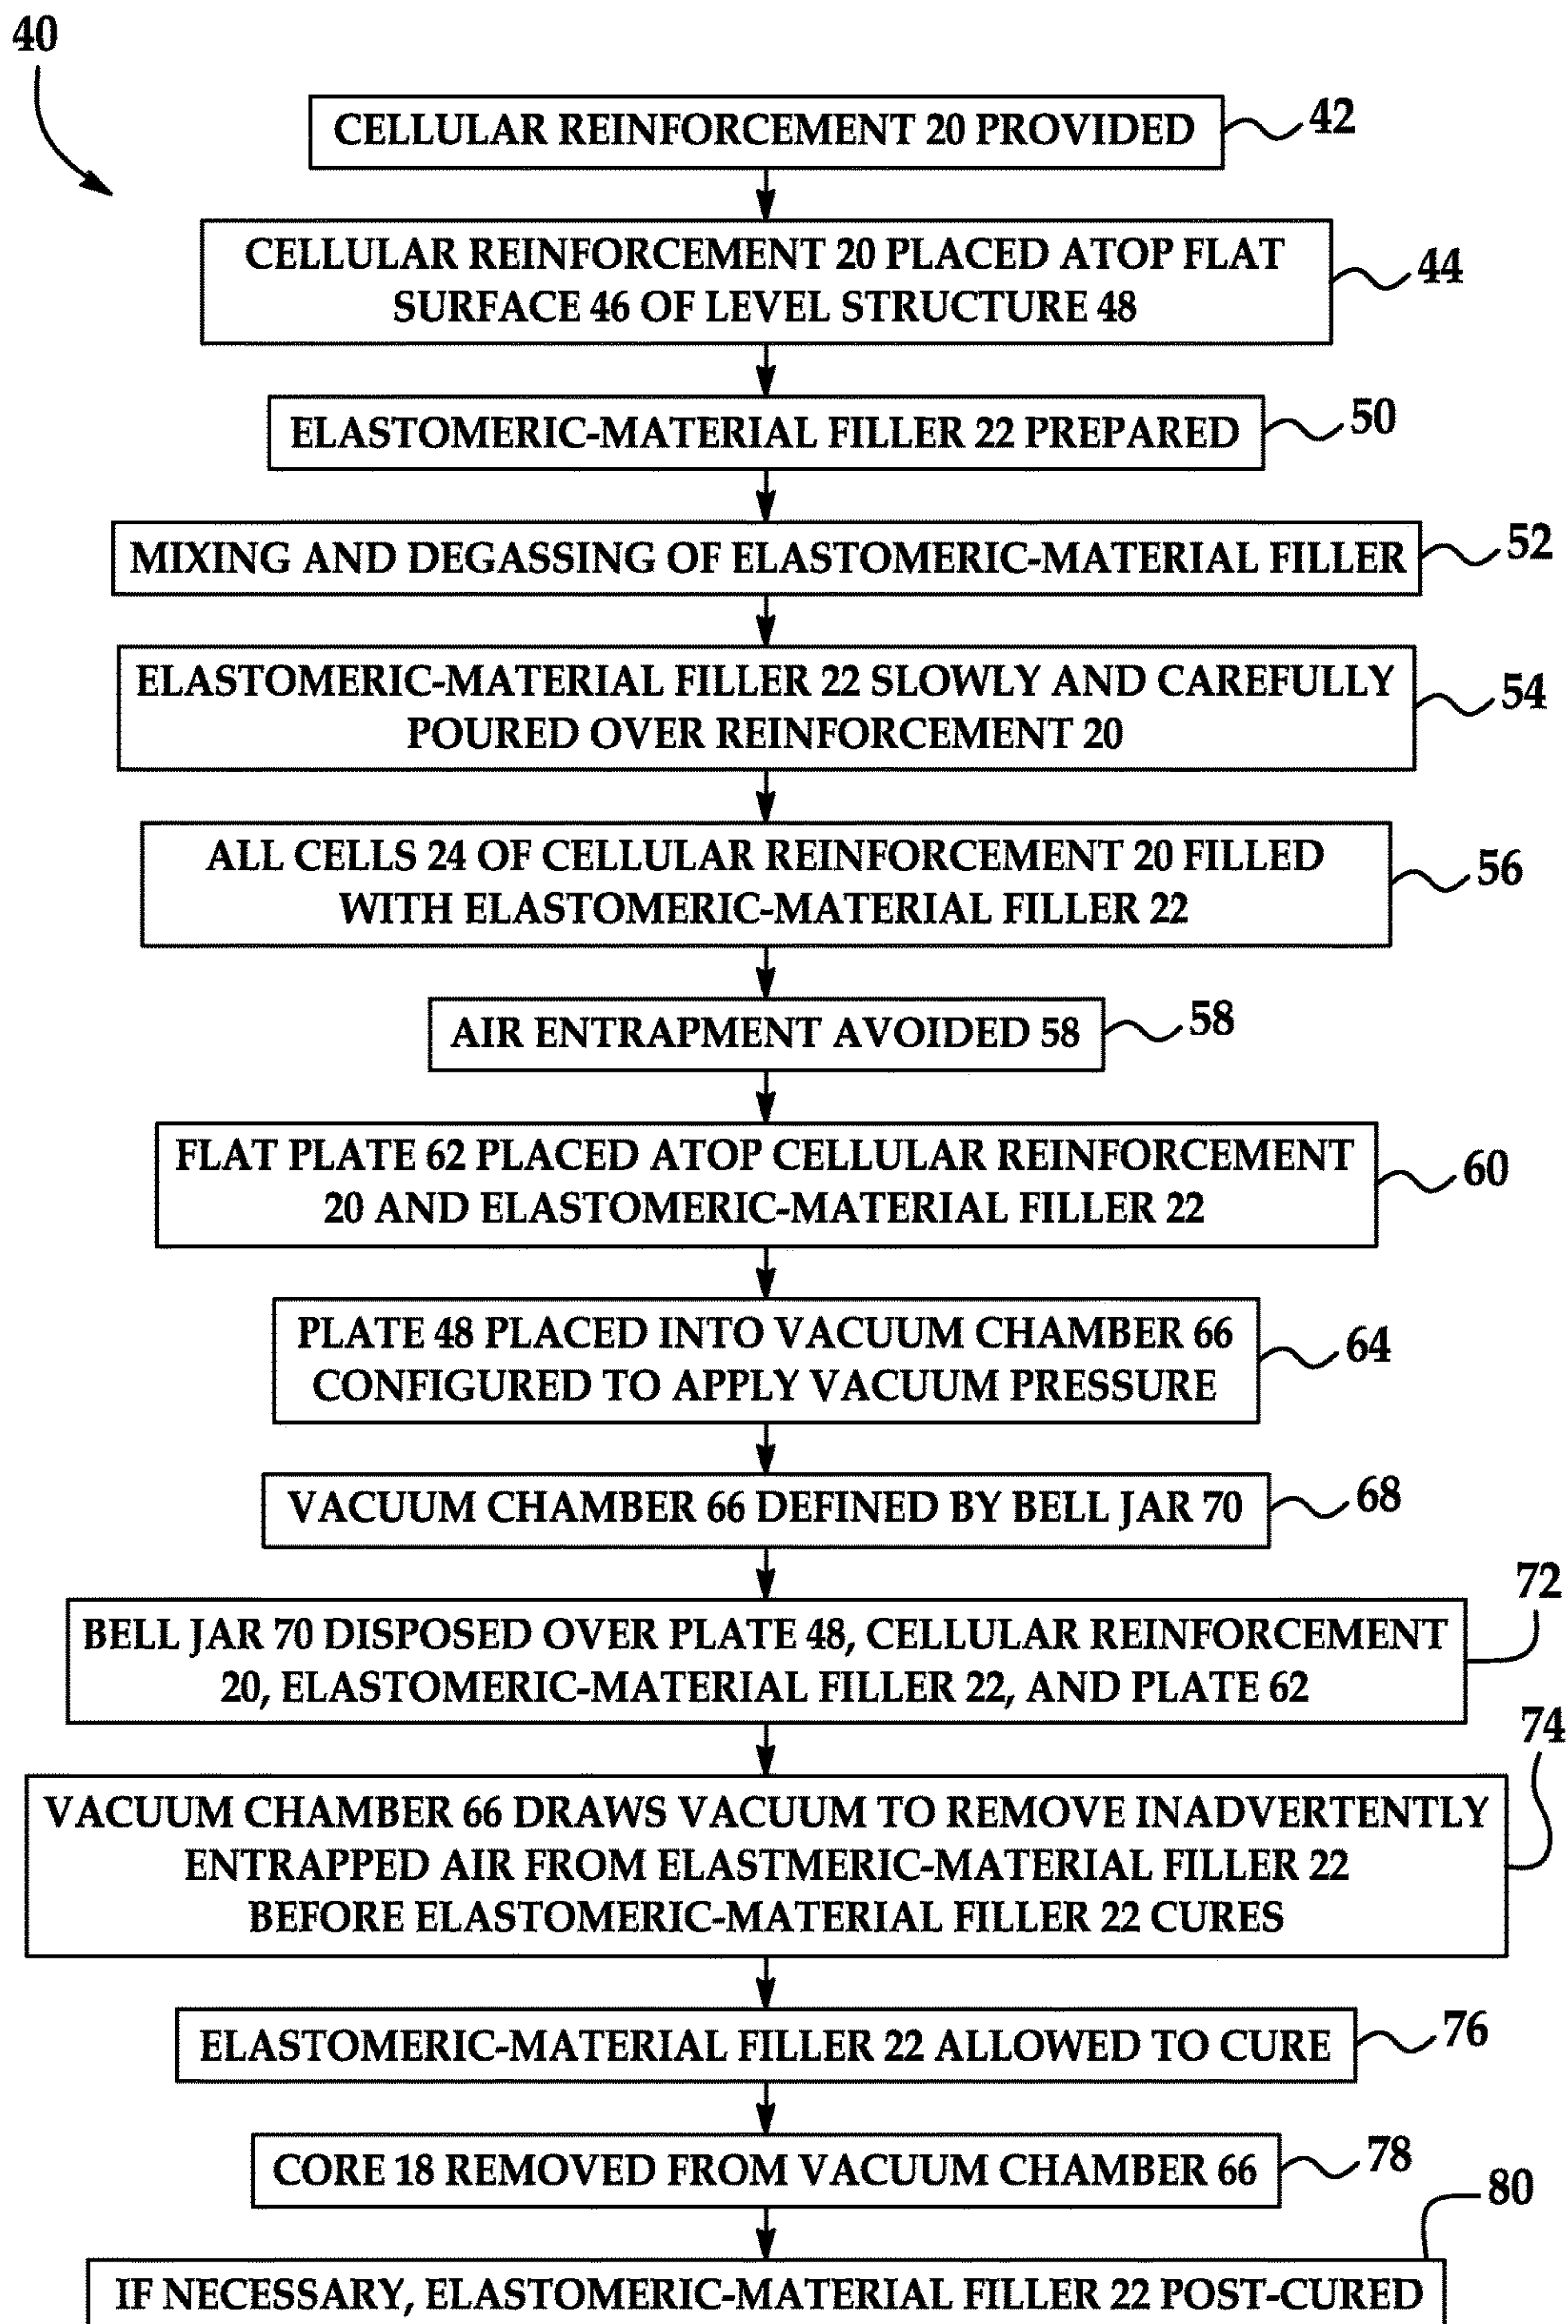 40
CELLULAR REINFORCEMENT 20 PROVIDED
42
CELLULAR REINFORCEMENT 20 PLACED ATOP FLAT
SURFACE 46 OF LEVEL STRUCTURE 48
44
ELASTOMERIC-MATERIAL FILLER 22 PREPARED
50
MIXING AND DEGASSING OF ELASTOMERIC-MATERIAL FILLER
52
ELASTOMERIC-MATERIAL FILLER 22 SLOWLY AND CAREFULLY
POURED OVER REINFORCEMENT 20
54
ALL CELLS 24 OF CELLULAR REINFORCEMENT 20 FILLED
WITH ELASTOMERIC-MATERIAL FILLER 22
56
AIR ENTRAPMENT AVOIDED 58
58
FLAT PLATE 62 PLACED ATOP CELLULAR REINFORCEMENT
20 AND ELASTOMERIC-MATERIAL FILLER 22
60
PLATE 48 PLACED INTO VACUUM CHAMBER 66
CONFIGURED TO APPLY VACUUM PRESSURE
64
VACUUM CHAMBER 66 DEFINED BY BELL JAR 70
68
BELL JAR 70 DISPOSED OVER PLATE 48, CELLULAR REINFORCEMENT
20, ELASTOMERIC-MATERIAL FILLER 22, AND PLATE 62
72
VACUUM CHAMBER 66 DRAWS VACUUM TO REMOVE INADVERTENTLY
ENTRAPPED AIR FROM ELASTMERIC-MATERIAL FILLER 22
BEFORE ELASTOMERIC-MATERIAL FILLER 22 CURES
74
ELASTOMERIC-MATERIAL FILLER 22 ALLOWED TO CURE
76
CORE 18 REMOVED FROM VACUUM CHAMBER 66
78
IF NECESSARY, ELASTOMERIC-MATERIAL FILLER 22 POST-CURED
80